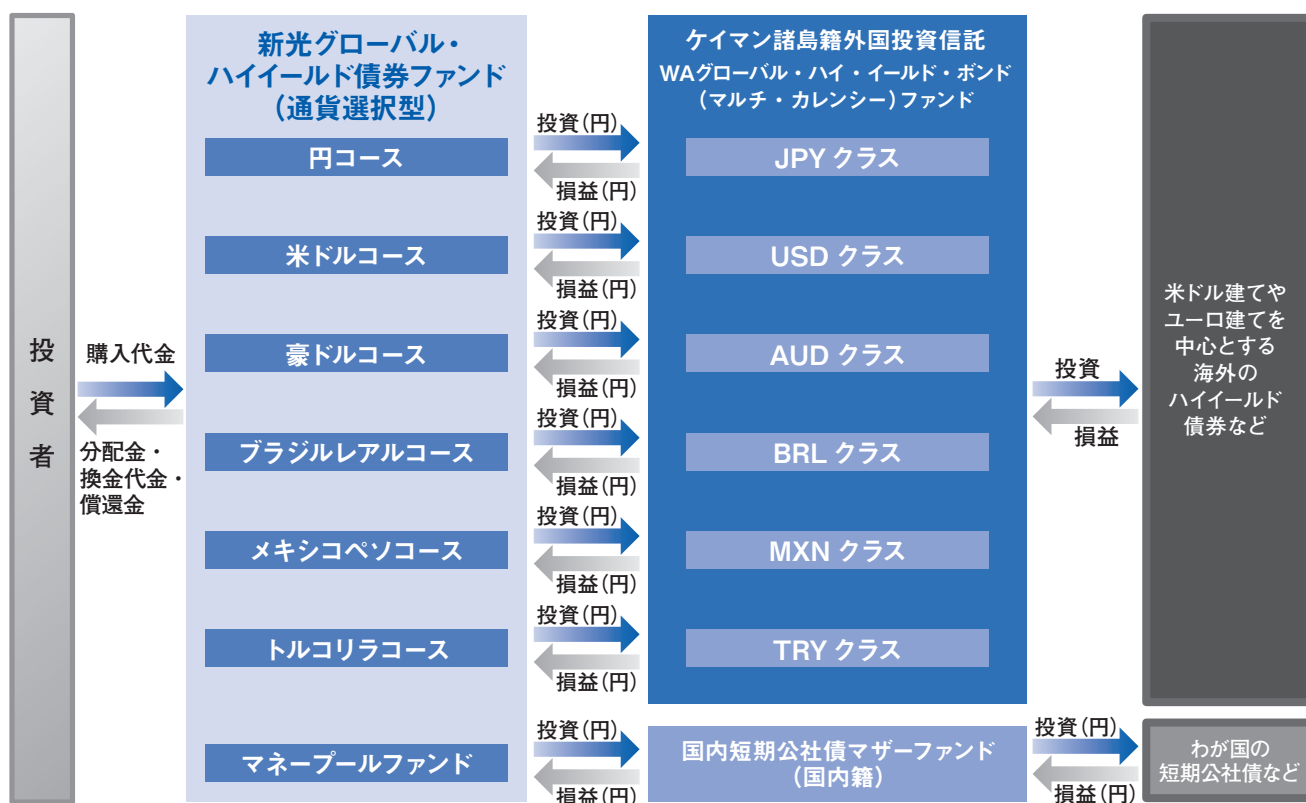 投
資
者
購入代金
分配金・
換金代金・
償還金
新光グローバル・
ハイイールド債券ファンド
(通貨選択型)
円コース
米ドルコース
豪ドルコース
ブラジルレアルコース
メキシコペソコース
トルコリラコース
マネープールファンド
投資(円)
損益(円)
投資(円)
損益(円)
投資(円)
損益(円)
投資(円)
損益(円)
投資(円)
損益(円)
投資(円)
損益(円)
投資(円)
損益(円)
ケイマン諸島籍外国投資信託
WAグローバル・ハイ・イールド・ボンド
(マルチ・カレンシー)ファンド
JPY クラス
USD クラス
AUD クラス
BRL クラス
MXN クラス
TRY クラス
国内短期公社債マザーファンド
(国内籍)
投資
損益
投資(円)
損益(円)
米ドル建てや
ユーロ建てを
中心とする
海外の
ハイイールド
債券など
わが国の
短期公社債など